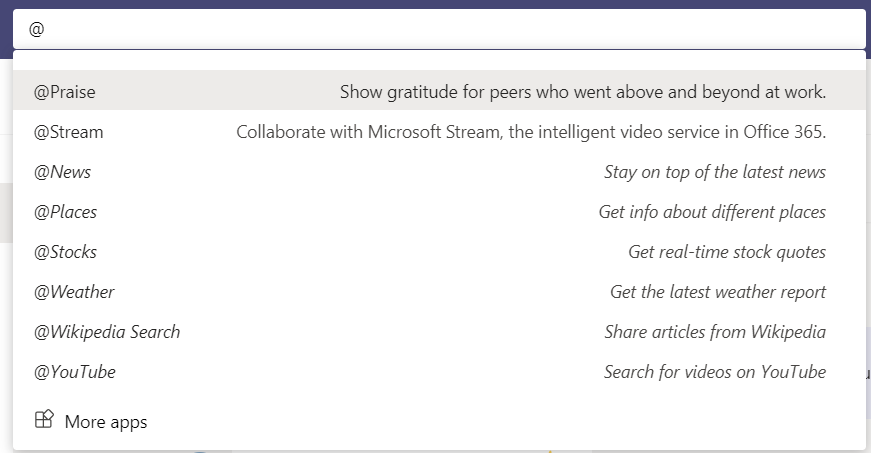 @
@Praise Show gratitude for peers who went above and beyond at work.
@Stream Collaborate with Microsoft Stream, the intelligent video service in Office 365.
@News Stay on top of the latest news
@Places Get info about different places
@Stocks Get real-time stock quotes
@Weather Get the latest weather report
@Wikipedia Search Share articles from Wikipedia
@YouTube Search for videos on YouTube
More apps